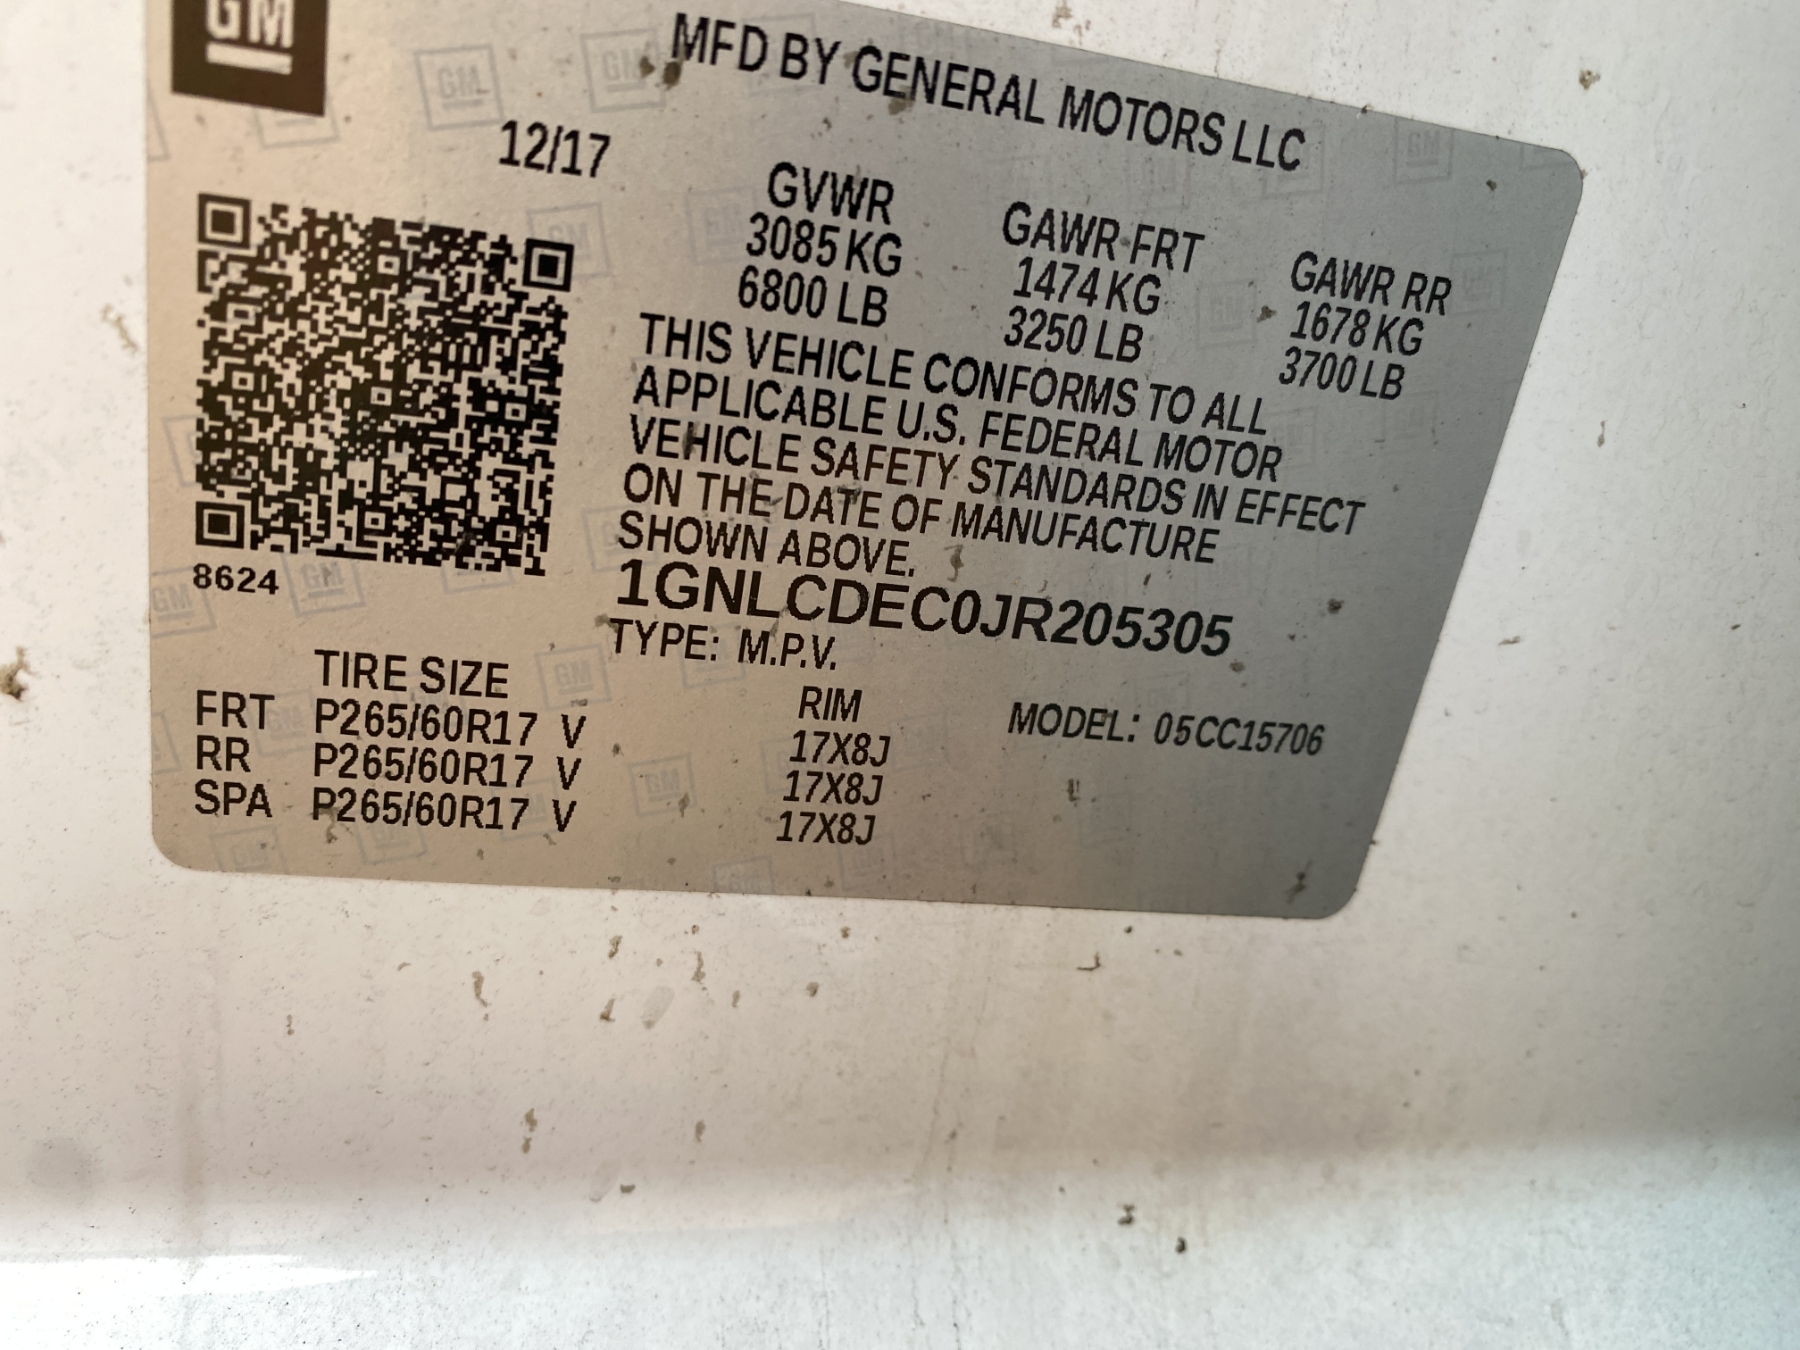 GM
MFD BY GENERAL MOTORS LLC
12/17
GVWR GAWR FRT GAWR RR
3085 KG 1474 KG 1678 KG
6800 LB 3250 LB 3700 LB
THIS VEHICLE CONFORMS TO ALL
APPLICABLE U.S. FEDERAL MOTOR
VEHICLE SAFETY STANDARDS IN EFFECT
ON THE DATE OF MANUFACTURE
SHOWN ABOVE.
8624
1GNLCDEC0JR205305
TYPE: M.P.V.
TIRE SIZE RIM MODEL: 05CC15706
FRT P265/60R17 V 17X8J
RR P265/60R17 V 17X8J
SPA P265/60R17 V 17X8J